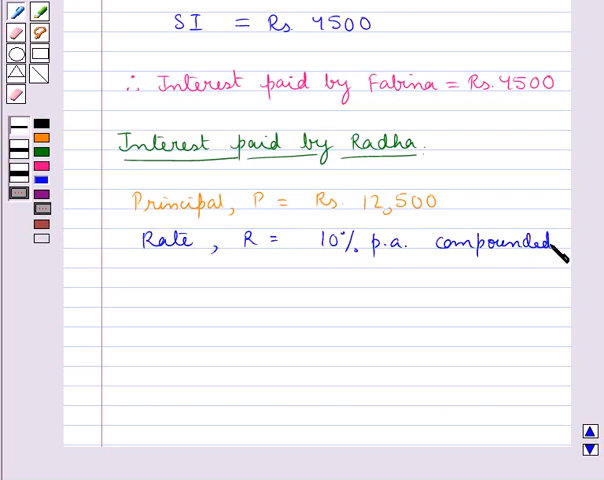 SI = Rs. 4500
∴ Interest paid by Fabina = Rs. 4500
Interest paid by Radha.
Principal, P = Rs. 12,500
Rate, R = 10% p.a. compounded